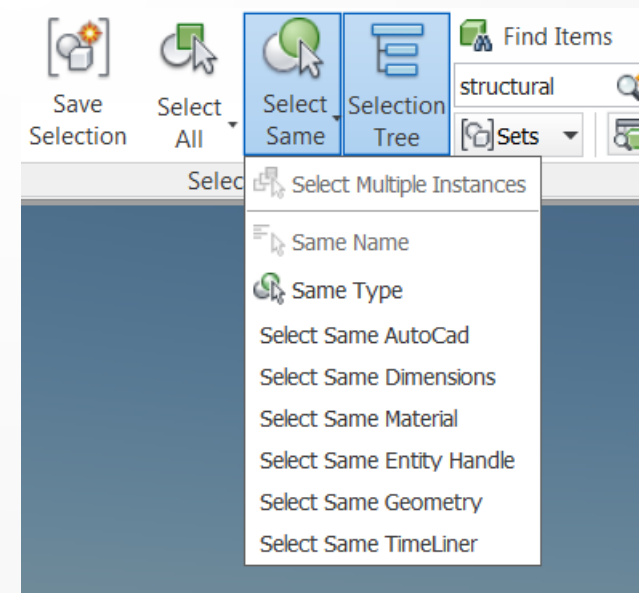 Save
Selection
Select
All
Select
Same
Selection
Tree
Find Items
structural
Sets
Selec
Select Multiple Instances
Same Name
Same Type
Select Same AutoCad
Select Same Dimensions
Select Same Material
Select Same Entity Handle
Select Same Geometry
Select Same TimeLiner